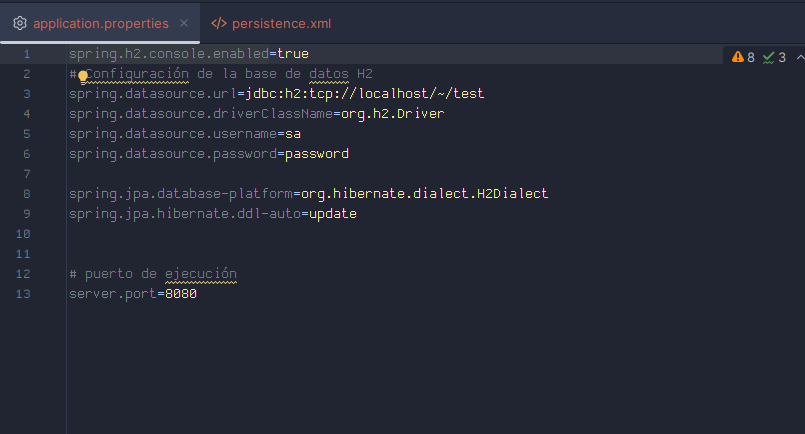 application.properties
persistence.xml
8 3
1 spring.h2.console.enabled=true
2 # Configuración de la base de datos H2
3 spring.datasource.url=jdbc:h2:tcp://localhost/~/test
4 spring.datasource.driverClassName=org.h2.Driver
5 spring.datasource.username=sa
6 spring.datasource.password=password
7
8 spring.jpa.database-platform=org.hibernate.dialect.H2Dialect
9 spring.jpa.hibernate.ddl-auto=update
10
11
12 # puerto de ejecución
13 server.port=8080